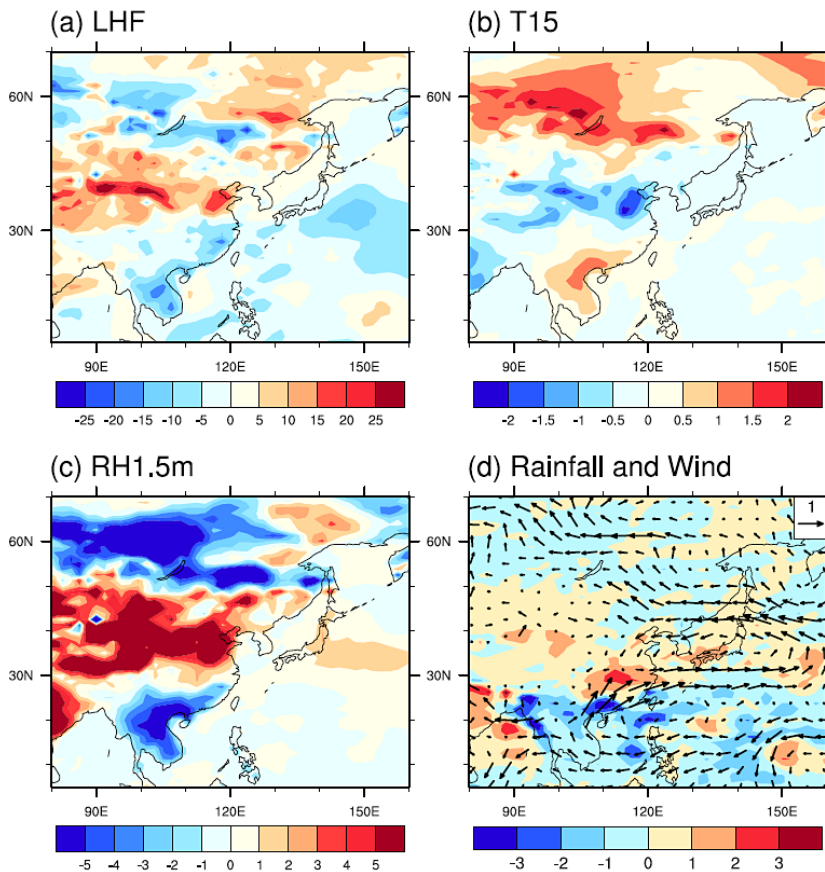 (a) LHF
(b) T15
60N
30N
90E 120E 150E
-25 -20 -15 -10 -5 0 5 10 15 20 25
60N
30N
90E 120E 150E
-2 -1.5 -1 -0.5 0 0.5 1 1.5 2
(c) RH1.5m
(d) Rainfall and Wind
60N
30N
90E 120E 150E
-5 -4 -3 -2 -1 0 1 2 3 4 5
1
60N
30N
90E 120E 150E
-3 -2 -1 0 1 2 3